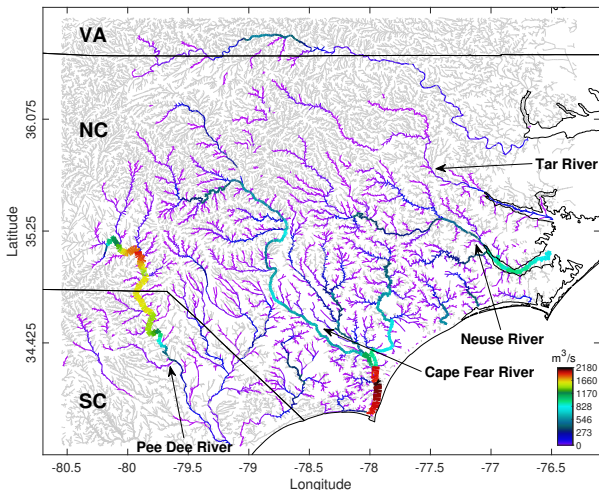 VA
NC
SC
Tar River
Neuse River
Cape Fear River
Pee Dee River
Latitude
36.075
35.25
34.425
-80.5
-80
-79.5
-79
-78.5
-78
-77.5
-77
-76.5
Longitude
m³/s
2180
1660
1170
828
546
273
0